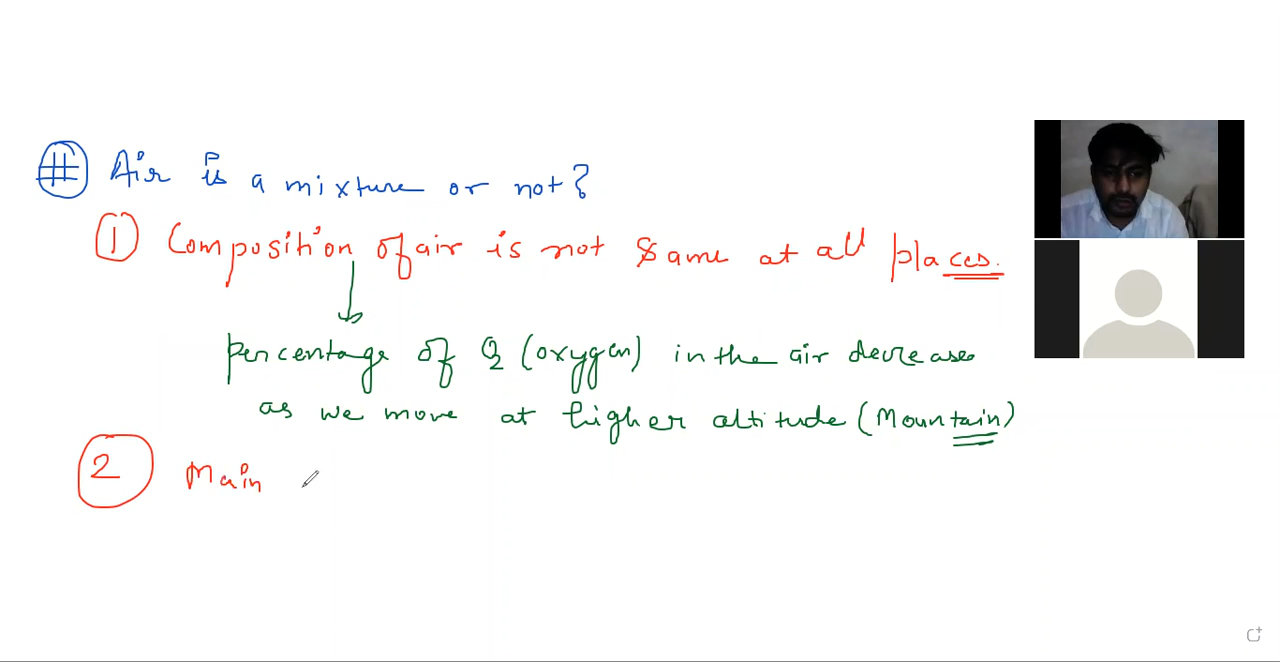 # Air is a mixture or not?
1 Composition of air is not same at all places.
Percentage of O2 (oxygen) in the air decreases
as we move at higher altitude (Mountain)
2 Main